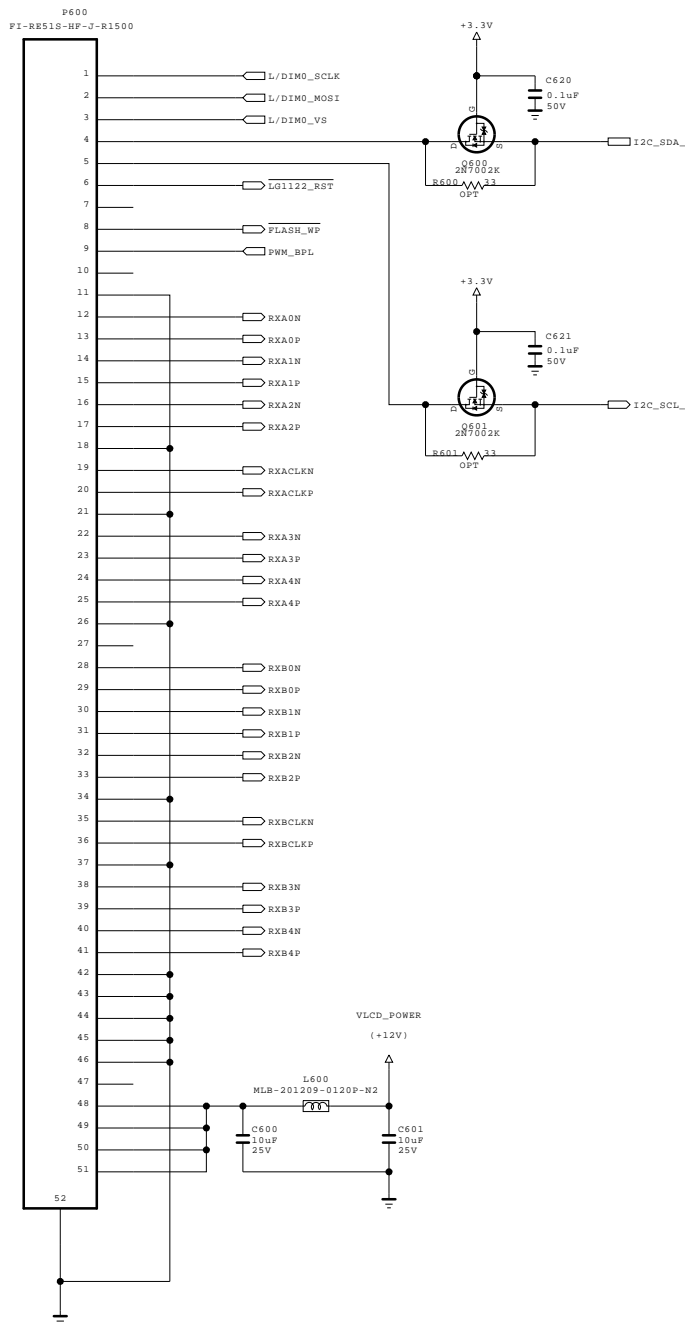 P600
FI-RE51S-HF-J-R1500
1
L/DIM0_SCLK
2
L/DIM0_MOSI
3
L/DIM0_VS
4
5
6
LG1122_RST
7
8
FLASH_WP
9
PWM_BPL
10
11
12
RXA0N
13
RXA0P
14
RXA1N
15
RXA1P
16
RXA2N
17
RXA2P
18
19
RXACLKN
20
RXACLKP
21
22
RXA3N
23
RXA3P
24
RXA4N
25
RXA4P
26
27
28
RXB0N
29
RXB0P
30
RXB1N
31
RXB1P
32
RXB2N
33
RXB2P
34
35
RXBCLKN
36
RXBCLKP
37
38
RXB3N
39
RXB3P
40
RXB4N
41
RXB4P
42
43
44
45
46
47
48
49
50
51
52
+3.3V
C620
0.1uF
50V
G
D
S
I2C_SDA_
Q600
2N7002K
R600 33
OPT
+3.3V
C621
0.1uF
50V
G
D
S
I2C_SCL_
Q601
2N7002K
R601 33
OPT
VLCD_POWER
(+12V)
L600
MLB-201209-0120P-N2
C600
10uF
25V
C601
10uF
25V